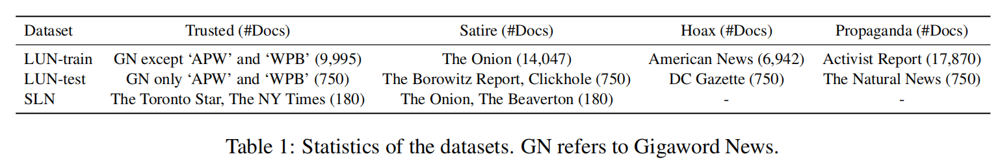 Dataset Trusted (#Docs) Satire (#Docs) Hoax (#Docs) Propaganda (#Docs)
LUN-train GN except ‘APW’ and ‘WPB’ (9,995) The Onion (14,047) American News (6,942) Activist Report (17,870)
LUN-test GN only ‘APW’ and ‘WPB’ (750) The Borowitz Report, Clickhole (750) DC Gazette (750) The Natural News (750)
SLN The Toronto Star, The NY Times (180) The Onion, The Beaverton (180) - -
Table 1: Statistics of the datasets. GN refers to Gigaword News.